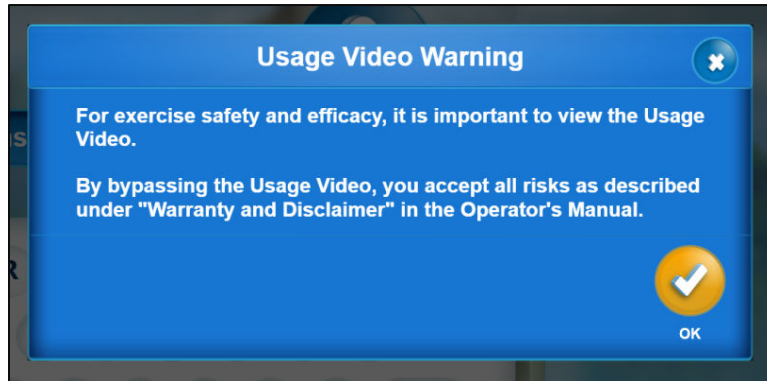 Usage Video Warning
For exercise safety and efficacy, it is important to view the Usage
Video.
By bypassing the Usage Video, you accept all risks as described
under "Warranty and Disclaimer" in the Operator's Manual.
OK